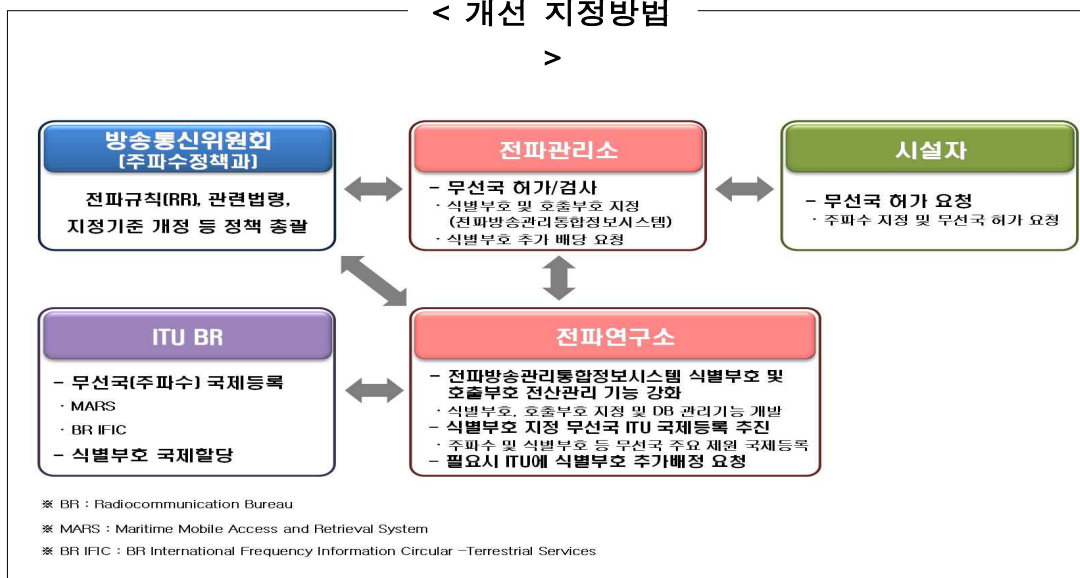 < 개선 지정방법
>
방송통신위원회
(주파수정책과)
전파규칙(RR), 관련법령,
지정기준 개정 등 정책 총괄
전파관리소
- 무선국 허가/검사
· 식별부호 및 호출부호 지정
(전파방송관리통합정보시스템)
· 식별부호 추가 배당 요청
시설자
- 무선국 허가 요청
· 주파수 지정 및 무선국 허가 요청
ITU BR
- 무선국(주파수) 국제등록
· MARS
· BR IFIC
- 식별부호 국제할당
전파연구소
- 전파방송관리통합정보시스템 식별부호 및
호출부호 전산관리 기능 강화
· 식별부호, 호출부호 지정 및 DB 관리기능 개발
- 식별부호 지정 무선국 ITU 국제등록 추진
· 주파수 및 식별부호 등 무선국 주요 제원 국제등록
- 필요시 ITU에 식별부호 추가배정 요청
※ BR : Radiocommunication Bureau
※ MARS : Maritime Mobile Access and Retrieval System
※ BR IFIC : BR International Frequency Information Circular -Terrestrial Services